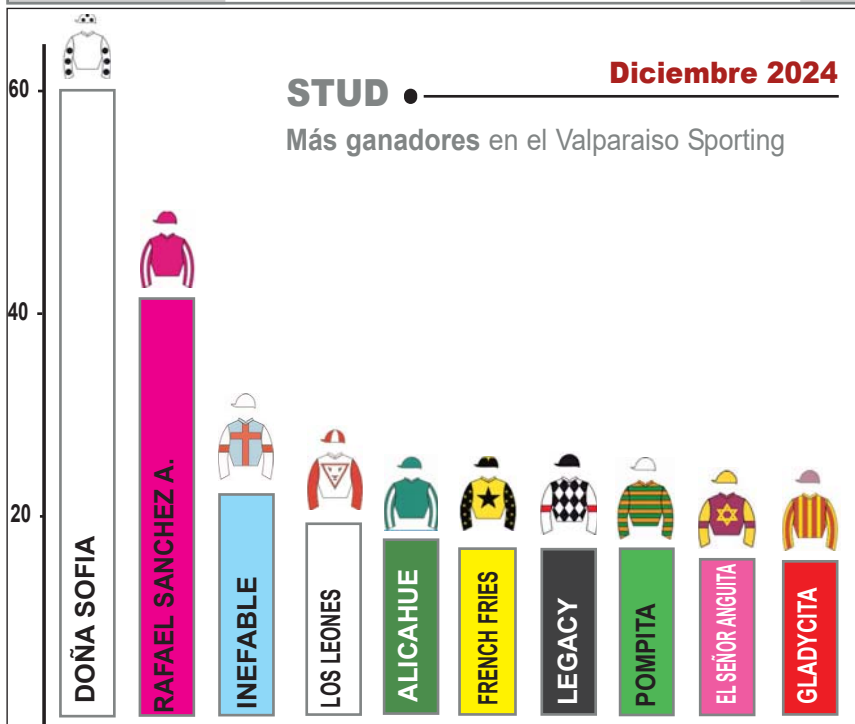 Diciembre 2024
STUD
Más ganadores en el Valparaiso Sporting
60
40
20
DOÑA SOFIA
RAFAEL SANCHEZ A.
INEFABLE
LOS LEONES
ALICAHUE
FRENCH FRIES
LEGACY
POMPITA
EL SEÑOR ANGUITA
GLADYCITA